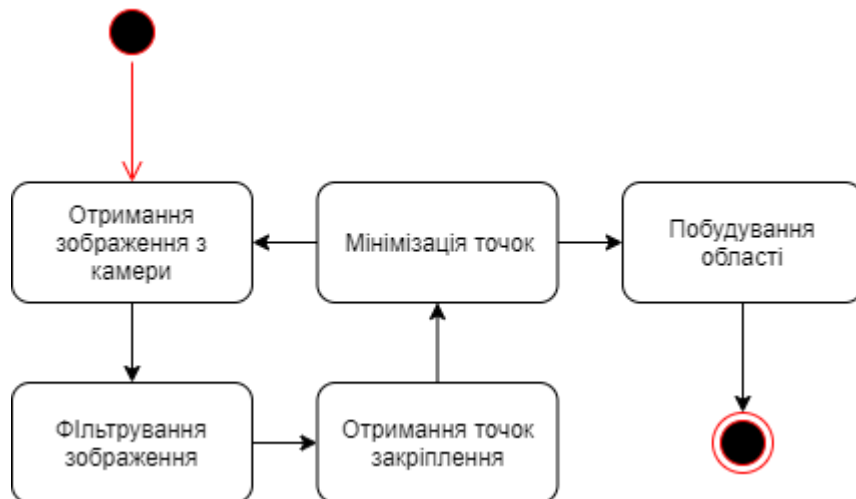 Отримання
зображення з
камери
Мінімізація точок
Побудування
області
ФІльтрування
зображення
Отримання точок
закріплення